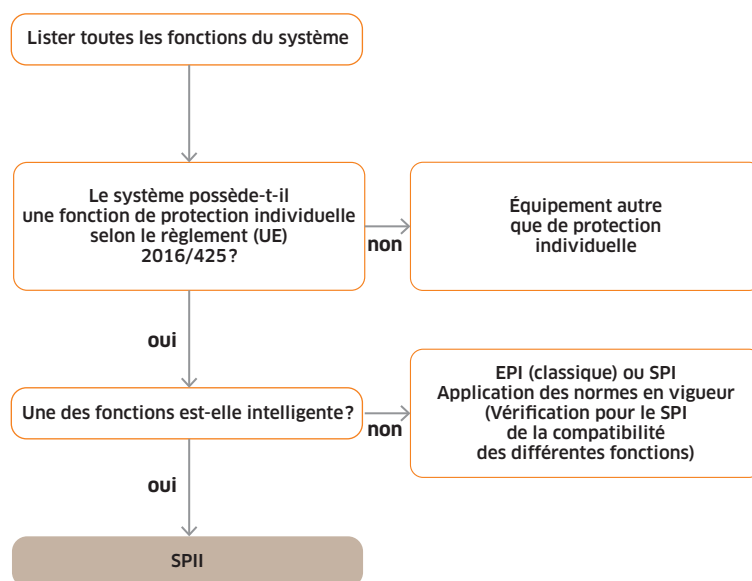 Lister toutes les fonctions du système
Le système possède-t-il
une fonction de protection individuelle
selon le règlement (UE)
2016/425 ?
non
Équipement autre
que de protection
individuelle
oui
Une des fonctions est-elle intelligente ?
non
EPI (classique) ou SPI
Application des normes en vigueur
(Vérification pour le SPI
de la compatibilité
des différentes fonctions)
oui
SPII